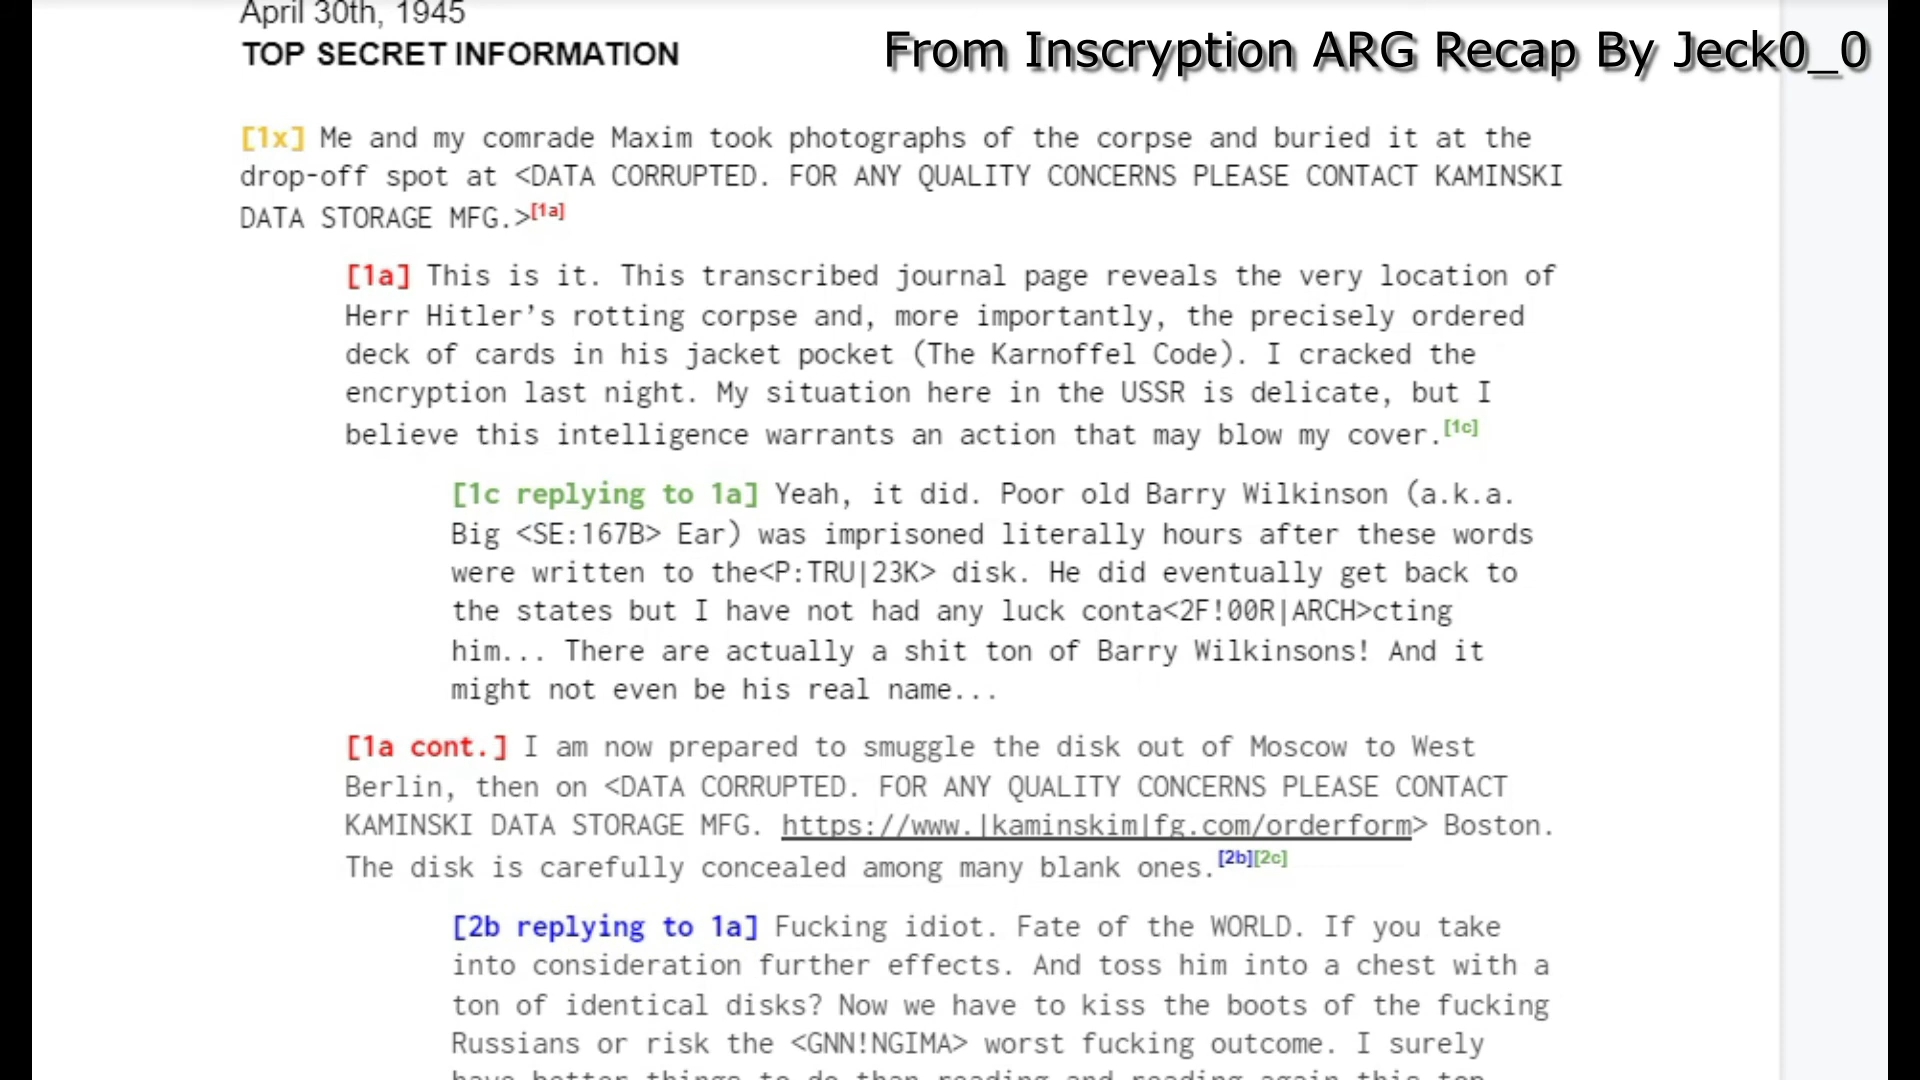 April 30th, 1945
TOP SECRET INFORMATION
From Inscryption ARG Recap By Jeck0_0
[1x] Me and my comrade Maxim took photographs of the corpse and buried it at the
drop-off spot at <DATA CORRUPTED. FOR ANY QUALITY CONCERNS PLEASE CONTACT KAMINSKI
DATA STORAGE MFG.>[1a]
[1a] This is it. This transcribed journal page reveals the very location of
Herr Hitler’s rotting corpse and, more importantly, the precisely ordered
deck of cards in his jacket pocket (The Karnoffel Code). I cracked the
encryption last night. My situation here in the USSR is delicate, but I
believe this intelligence warrants an action that may blow my cover.[1c]
[1c replying to 1a] Yeah, it did. Poor old Barry Wilkinson (a.k.a.
Big <SE:167B> Ear) was imprisoned literally hours after these words
were written to the<P:TRU|23K> disk. He did eventually get back to
the states but I have not had any luck conta<2F!00R|ARCH>cting
him... There are actually a shit ton of Barry Wilkinsons! And it
might not even be his real name...
[1a cont.] I am now prepared to smuggle the disk out of Moscow to West
Berlin, then on <DATA CORRUPTED. FOR ANY QUALITY CONCERNS PLEASE CONTACT
KAMINSKI DATA STORAGE MFG. https://www.|kaminskim|fg.com/orderform> Boston.
The disk is carefully concealed among many blank ones.[2b][2c]
[2b replying to 1a] Fucking idiot. Fate of the WORLD. If you take
into consideration further effects. And toss him into a chest with a
ton of identical disks? Now we have to kiss the boots of the fucking
Russians or risk the <GNN!NGIMA> worst fucking outcome. I surely
have better things to do than reading and reading again this top